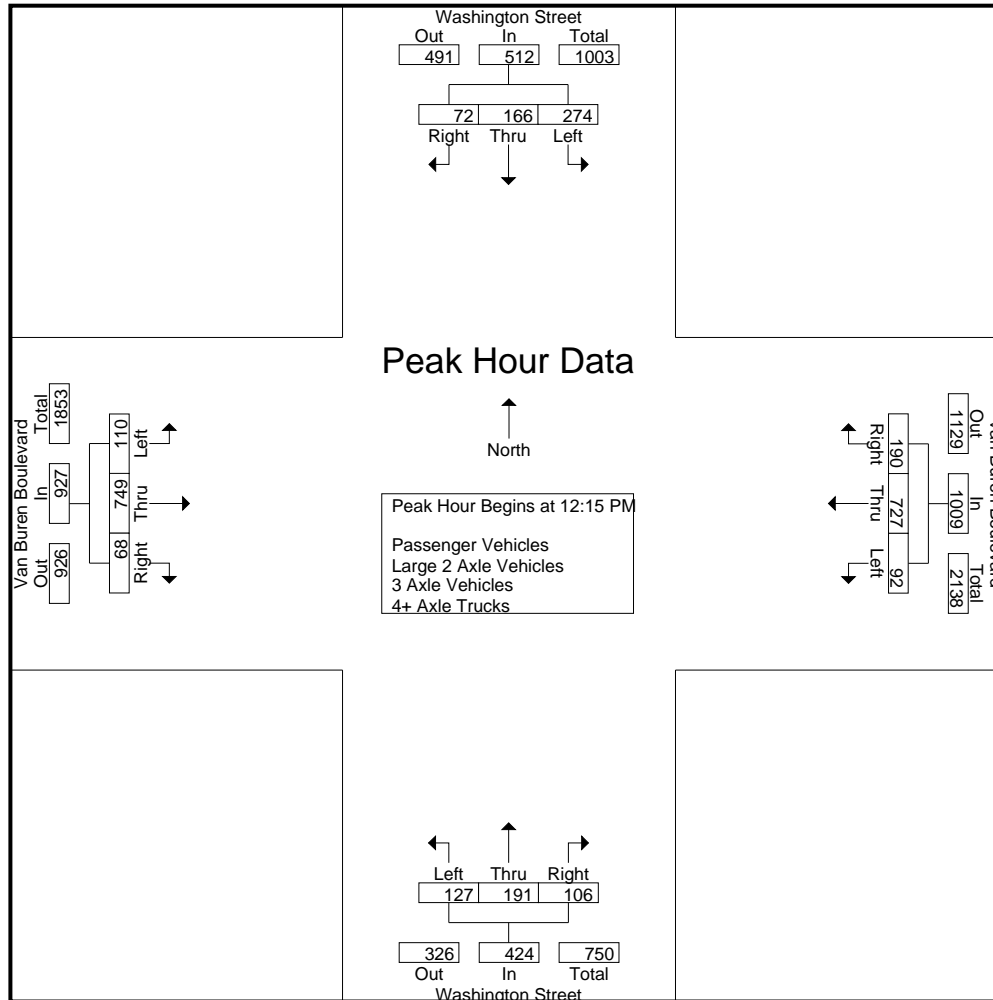 Washington Street
Out In Total
491 512 1003
72 166 274
Right Thru Left
Peak Hour Data
North
Peak Hour Begins at 12:15 PM
Passenger Vehicles
Large 2 Axle Vehicles
3 Axle Vehicles
4+ Axle Trucks
Van Buren Boulevard
Out In Total
926 927 1853
68 749 110
Right Thru Left
Van Buren Boulevard
Out In Total
1129 1009 2138
190 727 92
Right Thru Left
Left Thru Right
127 191 106
326 424 750
Out In Total
Washington Street